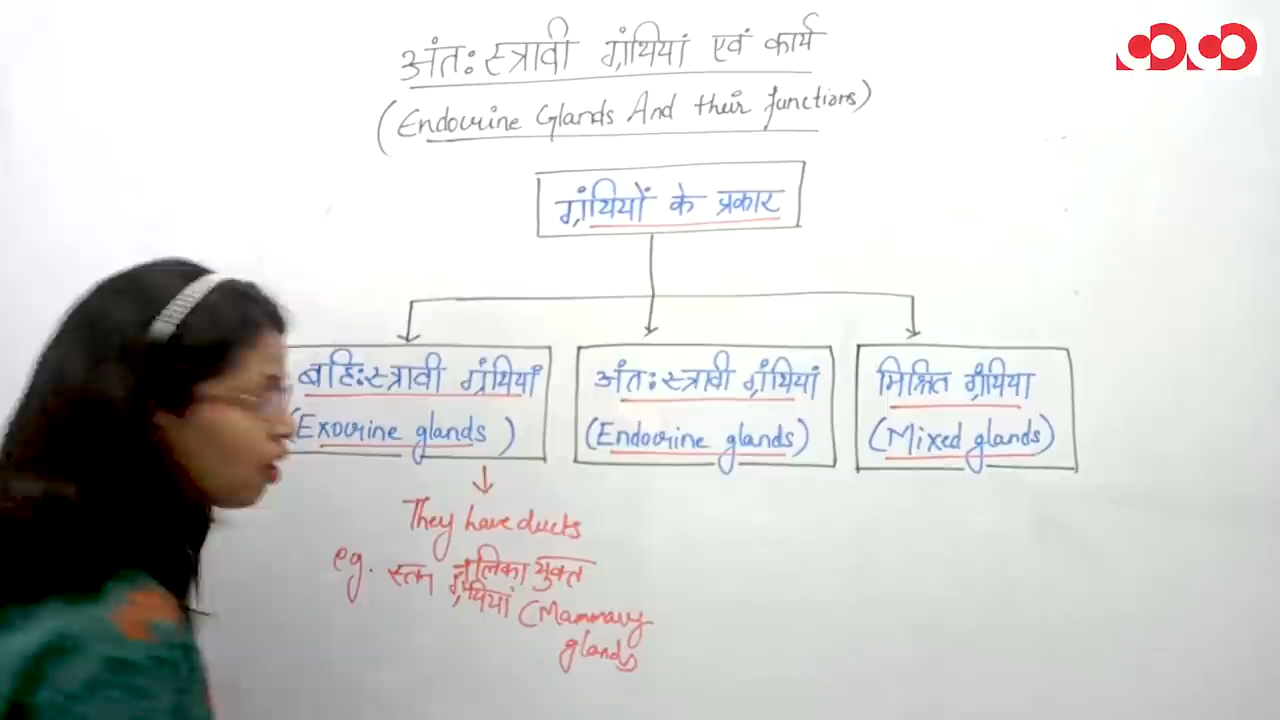 अंतः स्त्रावी ग्रंथियां एवं कार्य
(Endocrine Glands And their functions)
ग्रंथियों के प्रकार
बहिःस्त्रावी ग्रंथियाँ
(Exocrine glands)
अंतःस्त्रावी ग्रंथियां
(Endocrine glands)
मिश्रित ग्रंथिया
(Mixed glands)
They have ducts
नलिका युक्त
eg. स्तन ग्रंथियां (Mammary
glands